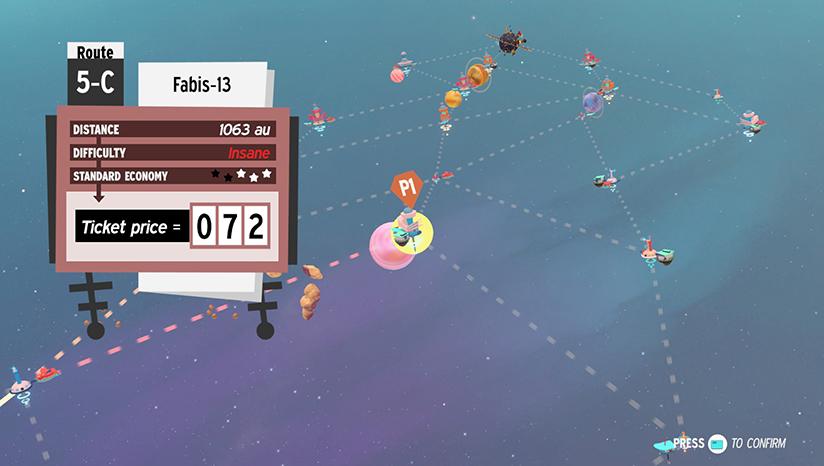 Route
5-C
Fabis-13
DISTANCE 1063 au
DIFFICULTY Insane
STANDARD ECONOMY
Ticket price = 072
P1
PRESS TO CONFIRM